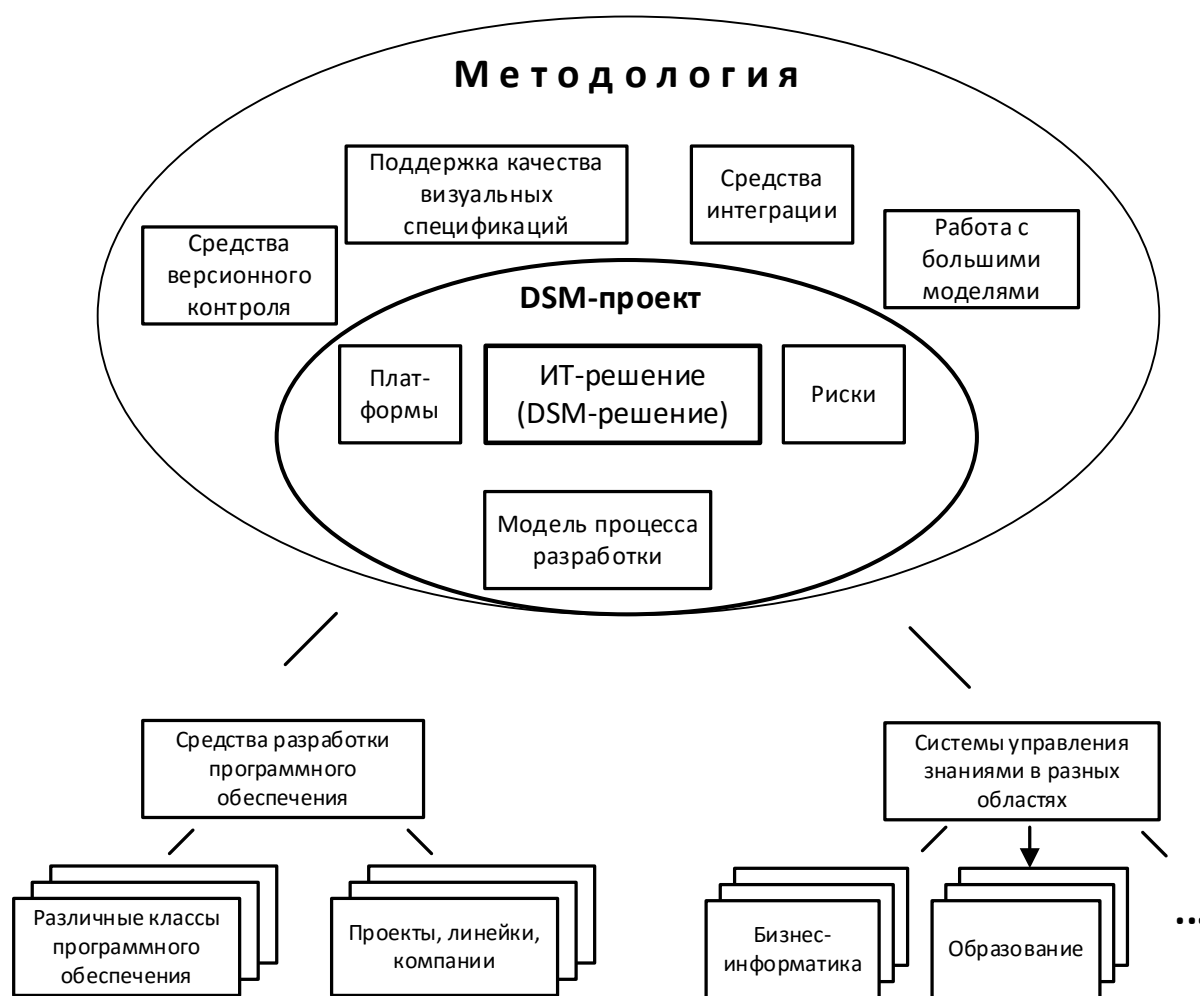 Методология
Поддержка качества
визуальных
спецификаций
Средства
интеграции
Средства
версионного
контроля
Работа с
большими
моделями
DSM-проект
Плат-
формы
ИТ-решение
(DSM-решение)
Риски
Модель процесса
разработки
Средства разработки
программного
обеспечения
Системы управления
знаниями в разных
областях
Различные классы
программного
обеспечения
Проекты, линейки,
компании
Бизнес-
информатика
Образование
...